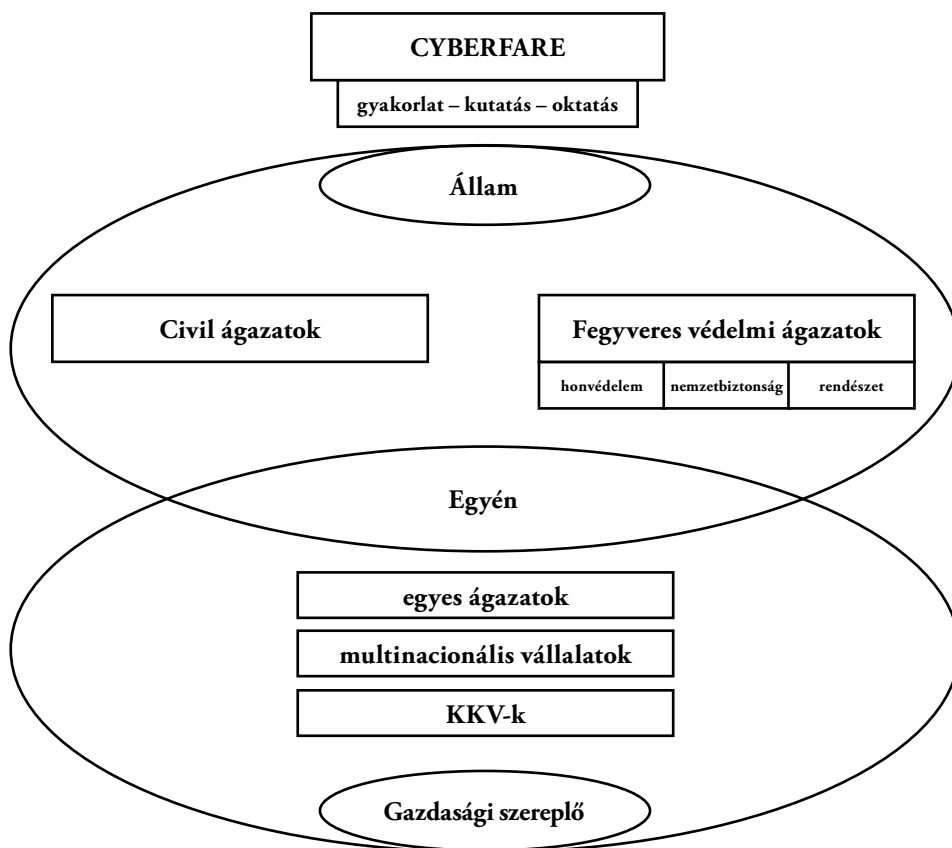 CYBERFARE
gyakorlat – kutatás – oktatás
Állam
Civil ágazatok
Fegyveres védelmi ágazatok
honvédelem
nemzetbiztonság
rendészet
Egyén
egyes ágazatok
multinacionális vállalatok
KKV-k
Gazdasági szereplő